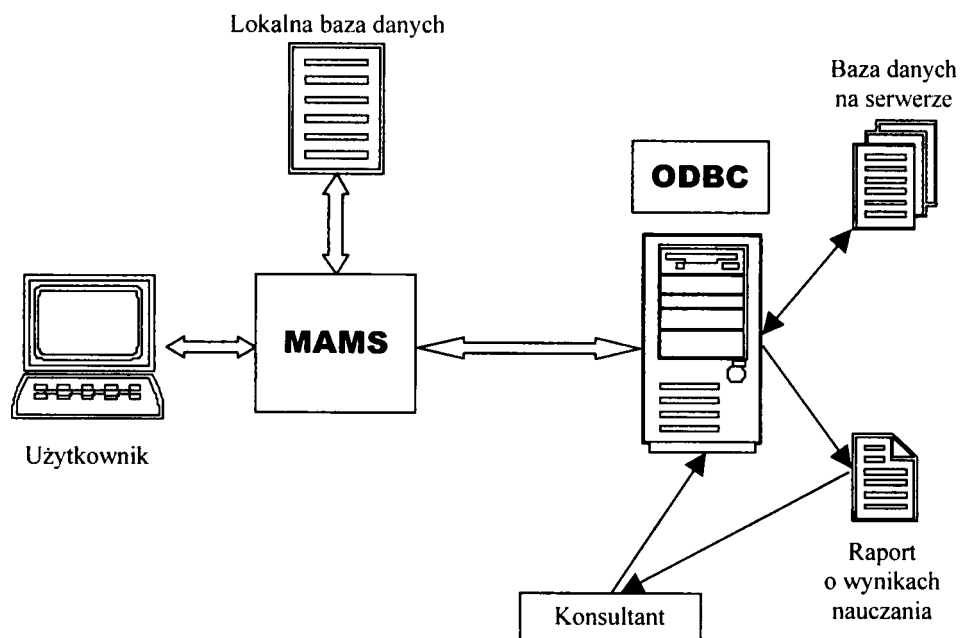 Lokalna baza danych
Baza danych
na serwerze
ODBC
MAMS
Użytkownik
Raport
o wynikach
nauczania
Konsultant